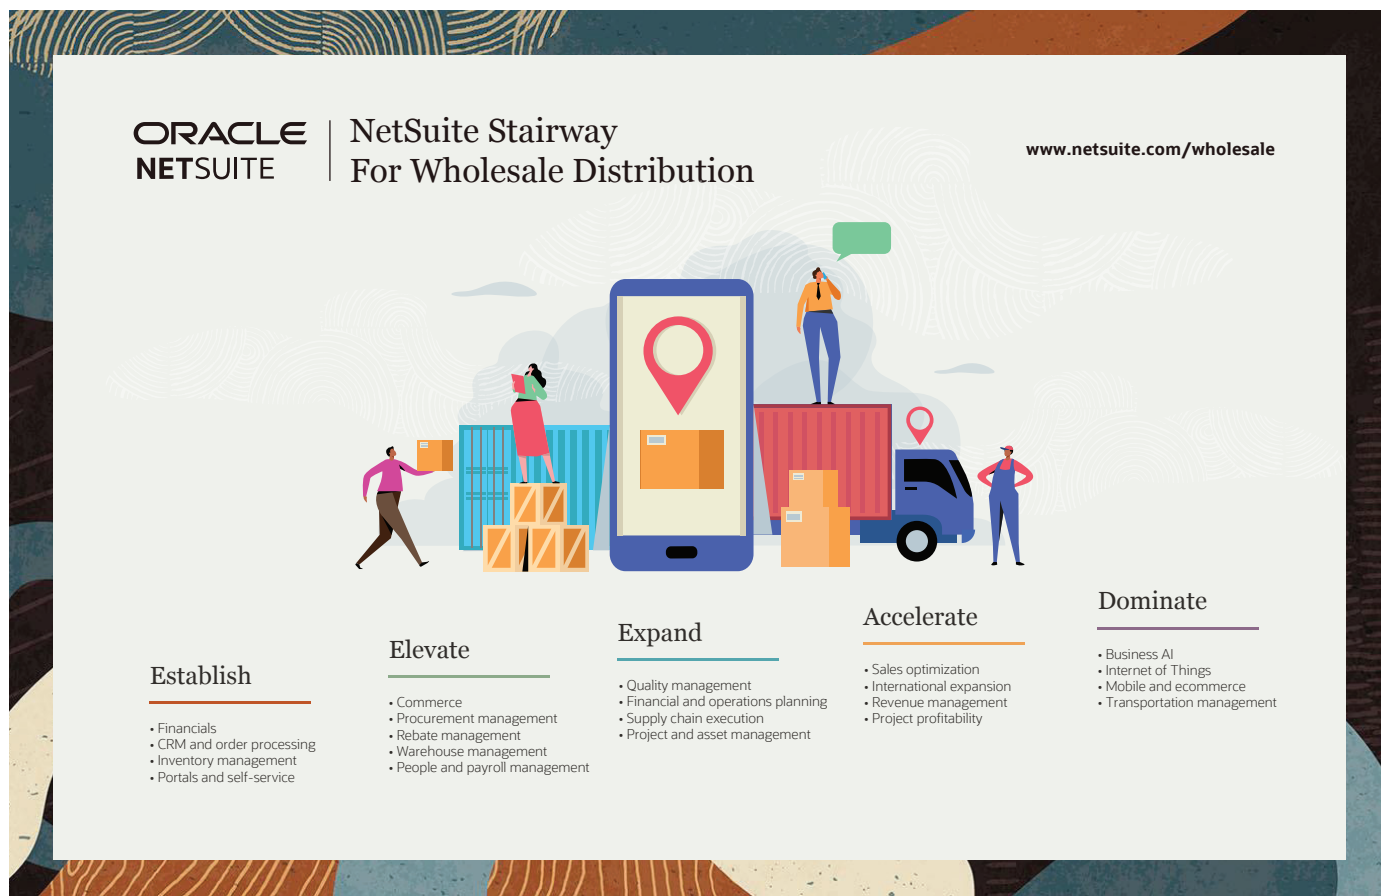 ORACLE
NETSUITE
NetSuite Stairway
For Wholesale Distribution
www.netsuite.com/wholesale
Establish
• Financials
• CRM and order processing
• Inventory management
• Portals and self-service
Elevate
• Commerce
• Procurement management
• Rebate management
• Warehouse management
• People and payroll management
Expand
• Quality management
• Financial and operations planning
• Supply chain execution
• Project and asset management
Accelerate
• Sales optimization
• International expansion
• Revenue management
• Project profitability
Dominate
• Business AI
• Internet of Things
• Mobile and ecommerce
• Transportation management